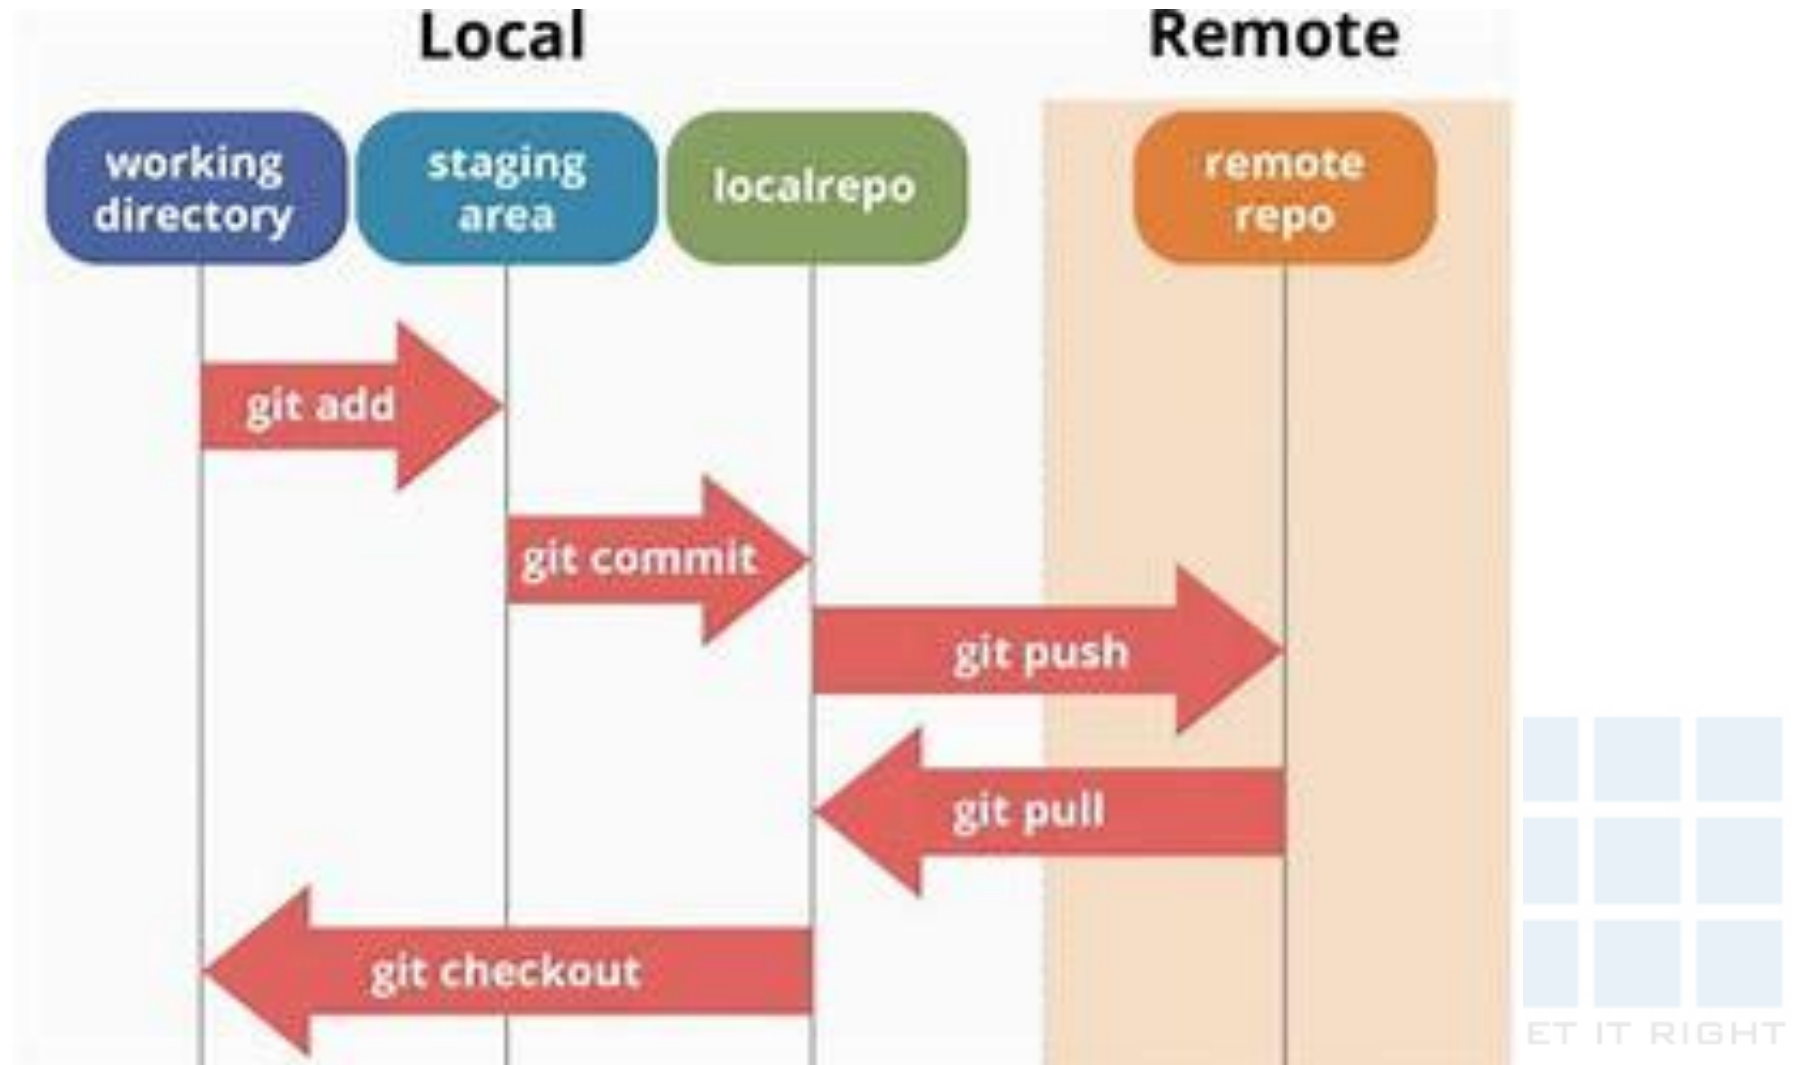 Local
Remote
working
directory
staging
area
localrepo
remote
repo
git add
git commit
git push
git pull
git checkout
ET IT RIGHT